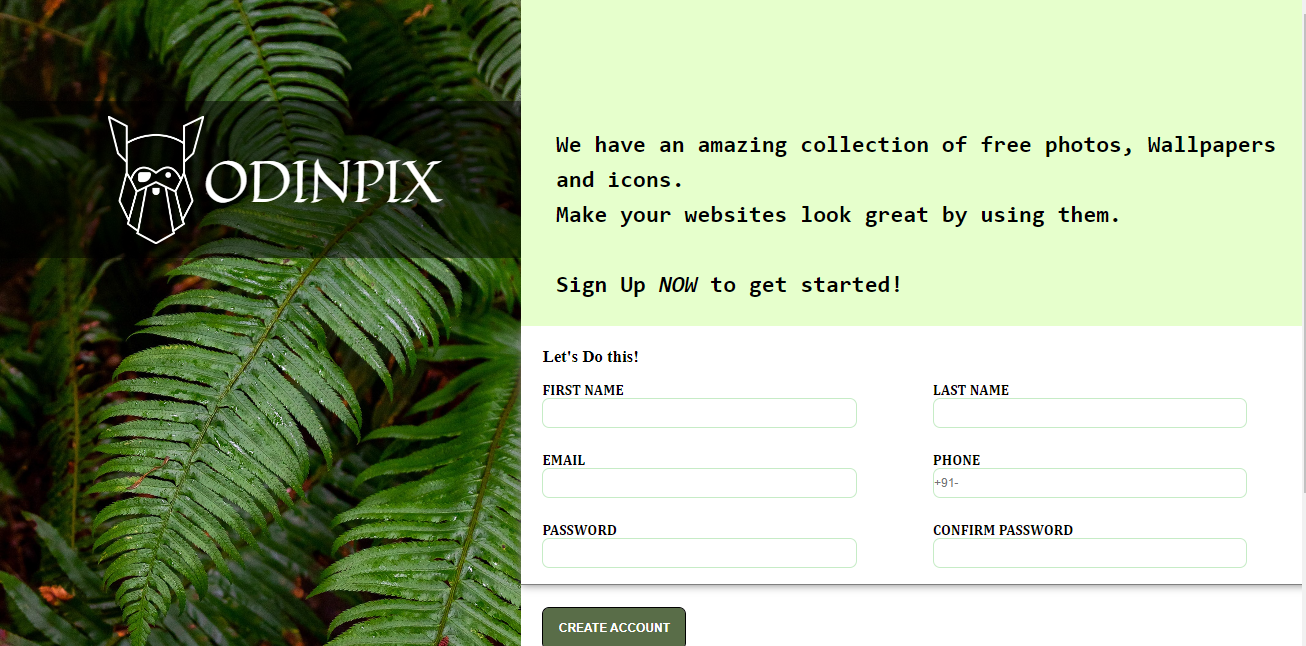 ODINPIX
We have an amazing collection of free photos, Wallpapers
and icons.
Make your websites look great by using them.
Sign Up NOW to get started!
Let's Do this!
FIRST NAME
LAST NAME
EMAIL
PHONE
+91-
PASSWORD
CONFIRM PASSWORD
CREATE ACCOUNT